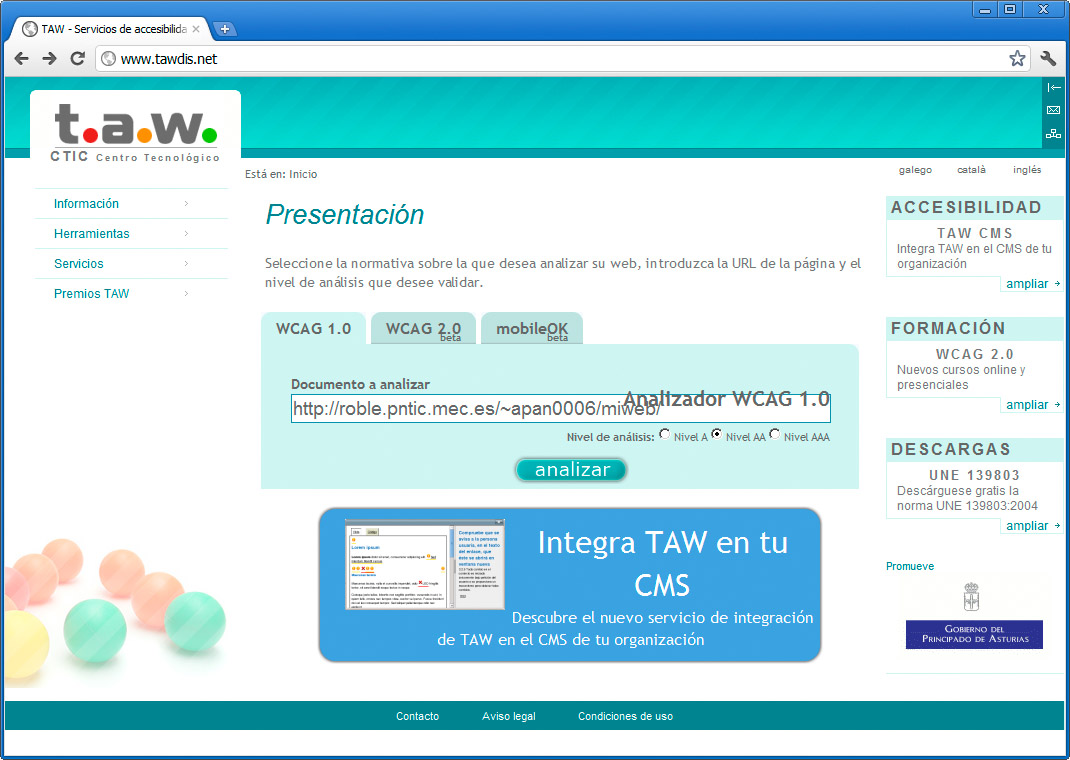 TAW - Servicios de accesibilida
www.tawdis.net
t.a.w.
CTIC Centro Tecnológico
galego català inglés
Está en: Inicio
Información
Herramientas
Servicios
Premios TAW
Presentación
Seleccione la normativa sobre la que desea analizar su web, introduzca la URL de la página y el
nivel de análisis que desee validar.
WCAG 1.0
WCAG 2.0
beta
mobileOK
beta
Documento a analizar
Analizador WCAG 1.0
http://roble.pntic.mec.es/~apan0006/miweb/
Nivel de análisis: Nivel A Nivel AA Nivel AAA
analizar
Integra TAW en tu
CMS
Descubre el nuevo servicio de integración
de TAW en el CMS de tu organización
ACCESIBILIDAD
TAW CMS
Integra TAW en el CMS de tu
organización
ampliar
FORMACIÓN
WCAG 2.0
Nuevos cursos online y
presenciales
ampliar
DESCARGAS
UNE 139803
Descárguese gratis la
norma UNE 139803:2004
ampliar
Promueve
GOBIERNO DEL
PRINCIPADO DE ASTURIAS
Contacto Aviso legal Condiciones de uso